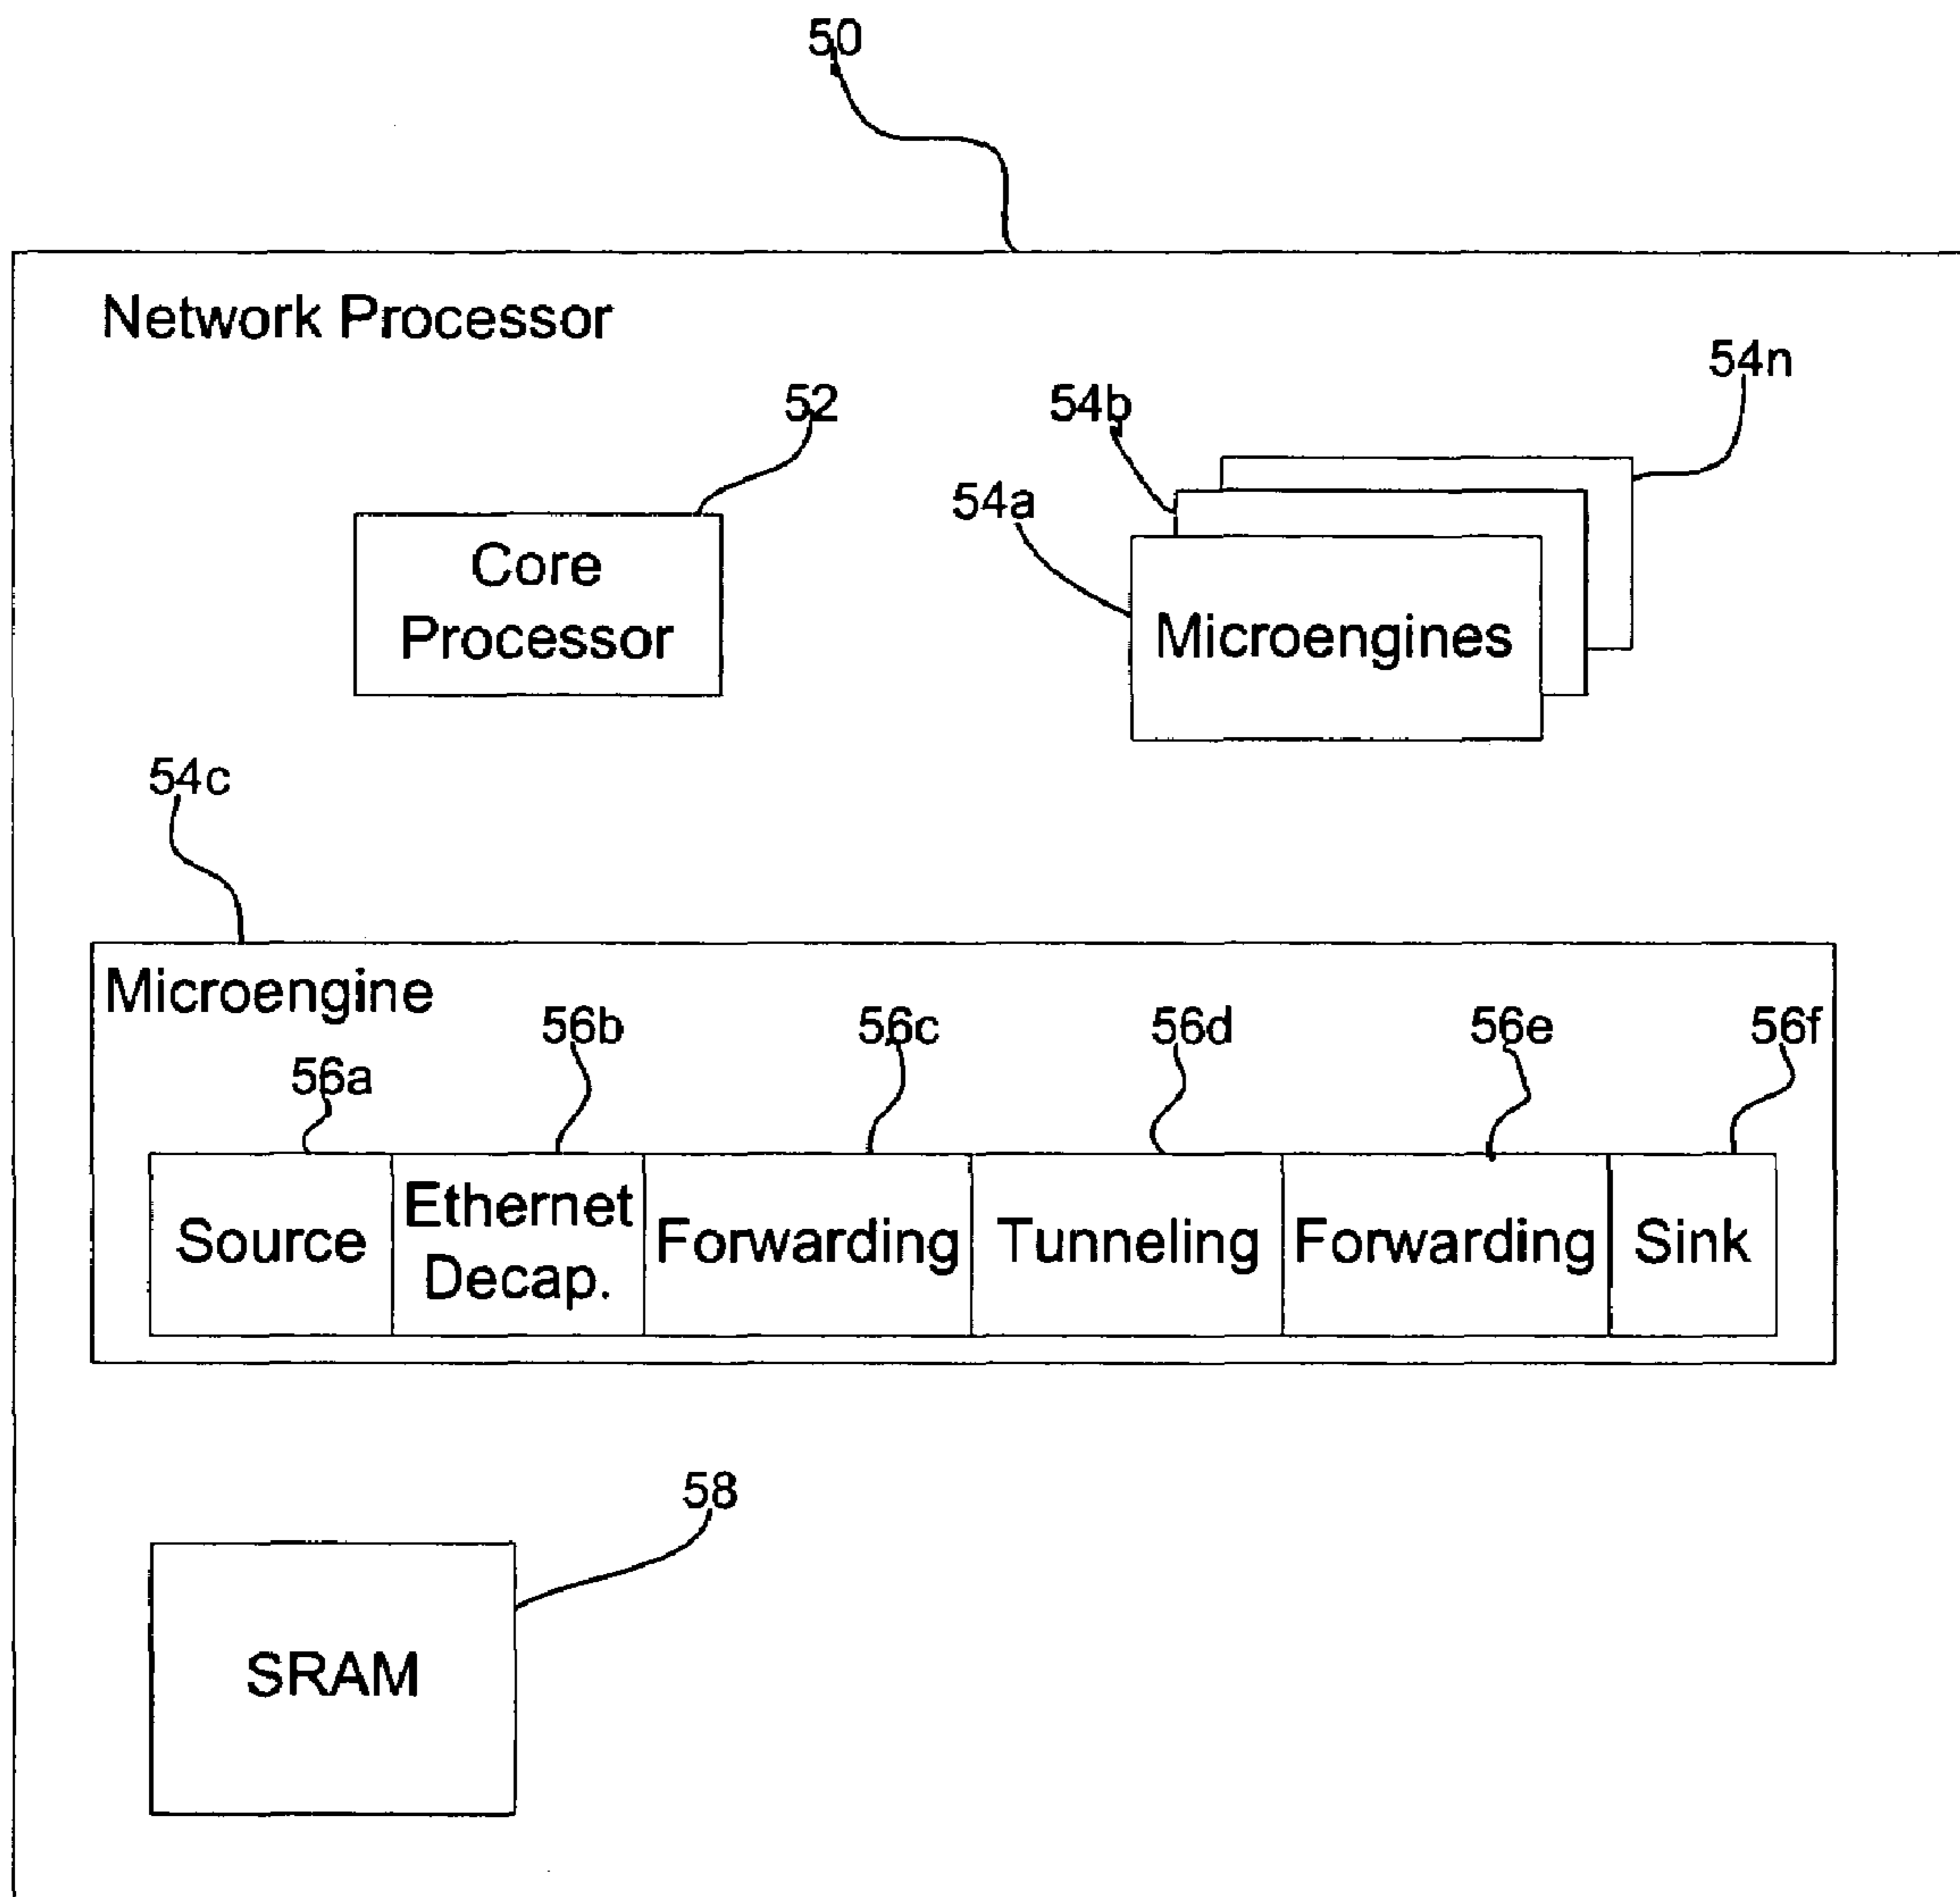 50
Network Processor
52
54b
54n
54a
Core
Processor
Microengines
54c
Microengine
56a
56b
56c
56d
56e
56f
Source
Ethernet
Decap.
Forwarding
Tunneling
Forwarding
Sink
58
SRAM